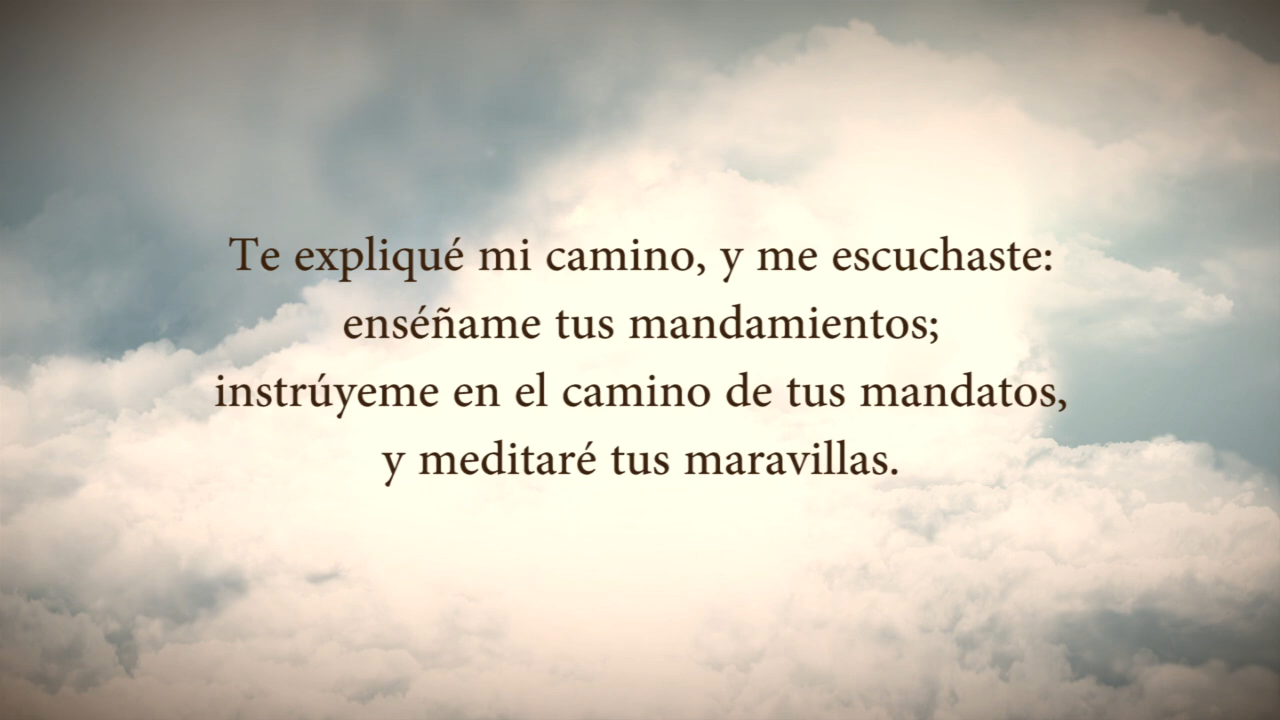 Te expliqué mi camino, y me escuchaste:
enséñame tus mandamientos;
instrúyeme en el camino de tus mandatos,
y meditaré tus maravillas.